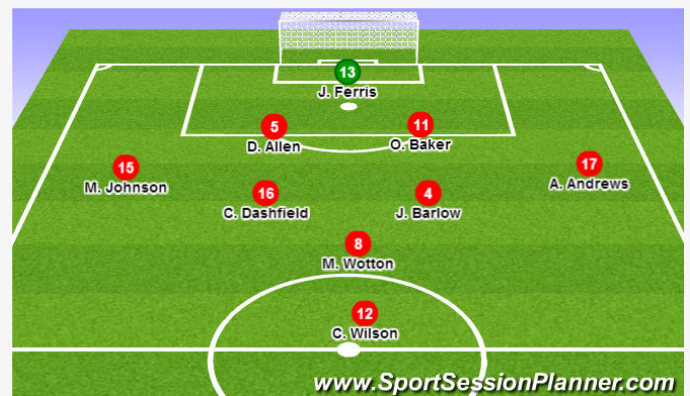 13
J. Ferris
5
D. Allen
11
O. Baker
15
M. Johnson
17
A. Andrews
16
C. Dashfield
4
J. Barlow
8
M. Wotton
12
C. Wilson
www.SportSessionPlanner.com